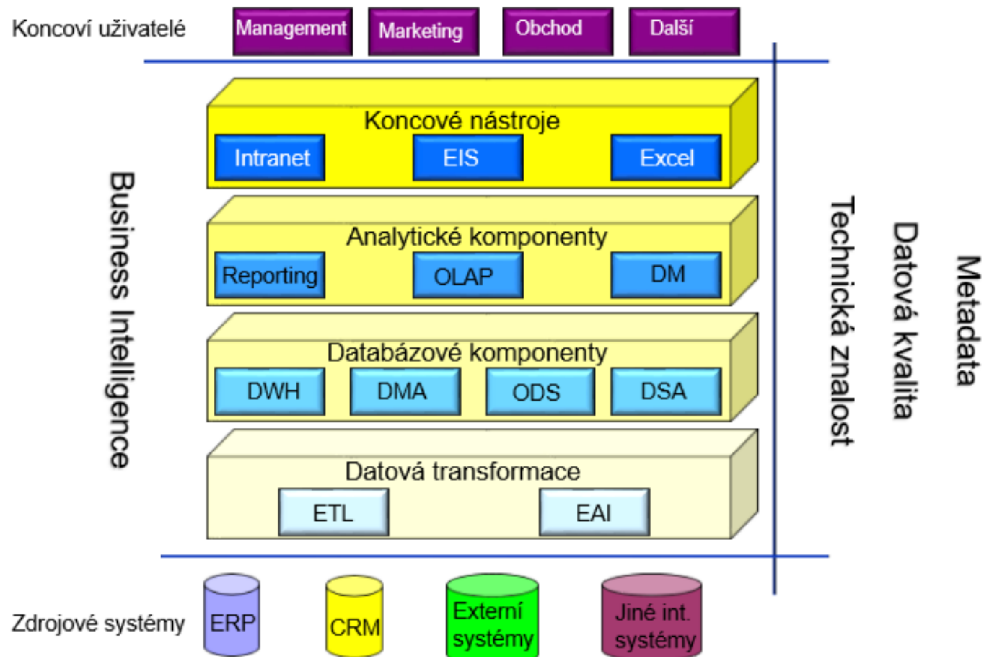 Koncoví uživatelé
Management
Marketing
Obchod
Další
Koncové nástroje
Intranet
EIS
Excel
Analytické komponenty
Reporting
OLAP
DM
Databázové komponenty
DWH
DMA
ODS
DSA
Datová transformace
ETL
EAI
Business Intelligence
Technická znalost
Datová kvalita
Metadata
Zdrojové systémy
ERP
CRM
Externí
systémy
Jiné int.
systémy